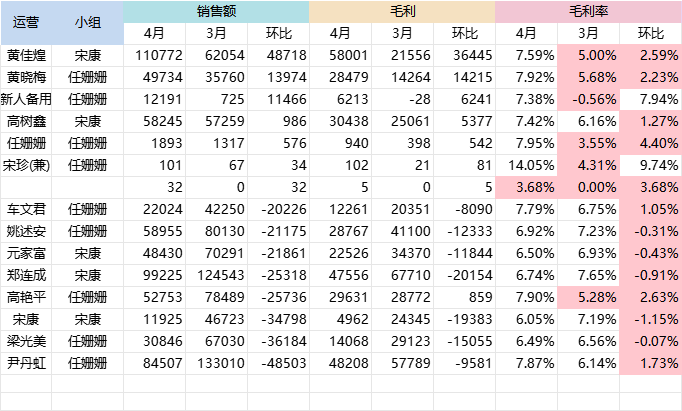 运营 小组 销售额 毛利 毛利率
4月 3月 环比 4月 3月 环比 4月 3月 环比
黄佳煌 宋康 110772 62054 48718 58001 21556 36445 7.59% 5.00% 2.59%
黄晓梅 任姗姗 49734 35760 13974 28479 14264 14215 7.92% 5.68% 2.23%
新人备用 任姗姗 12191 725 11466 6213 -28 6241 7.38% -0.56% 7.94%
高树鑫 宋康 58245 57259 986 30438 25061 5377 7.42% 6.16% 1.27%
任姗姗 任姗姗 1893 1317 576 940 398 542 7.95% 3.55% 4.40%
宋珍(兼) 任姗姗 101 67 34 102 21 81 14.05% 4.31% 9.74%
32 0 32 5 0 5 3.68% 0.00% 3.68%
车文君 任姗姗 22024 42250 -20226 12261 20351 -8090 7.79% 6.75% 1.05%
姚述安 任姗姗 58955 80130 -21175 28767 41100 -12333 6.92% 7.23% -0.31%
元家富 宋康 48430 70291 -21861 22526 34370 -11844 6.50% 6.93% -0.43%
郑连成 宋康 99225 124543 -25318 47556 67710 -20154 6.74% 7.65% -0.91%
高艳平 任姗姗 52753 78489 -25736 29631 28772 859 7.90% 5.28% 2.63%
宋康 宋康 11925 46723 -34798 4962 24345 -19383 6.05% 7.19% -1.15%
梁光美 任姗姗 30846 67030 -36184 14068 29123 -15055 6.49% 6.56% -0.07%
尹丹虹 任姗姗 84507 133010 -48503 48208 57789 -9581 7.87% 6.14% 1.73%